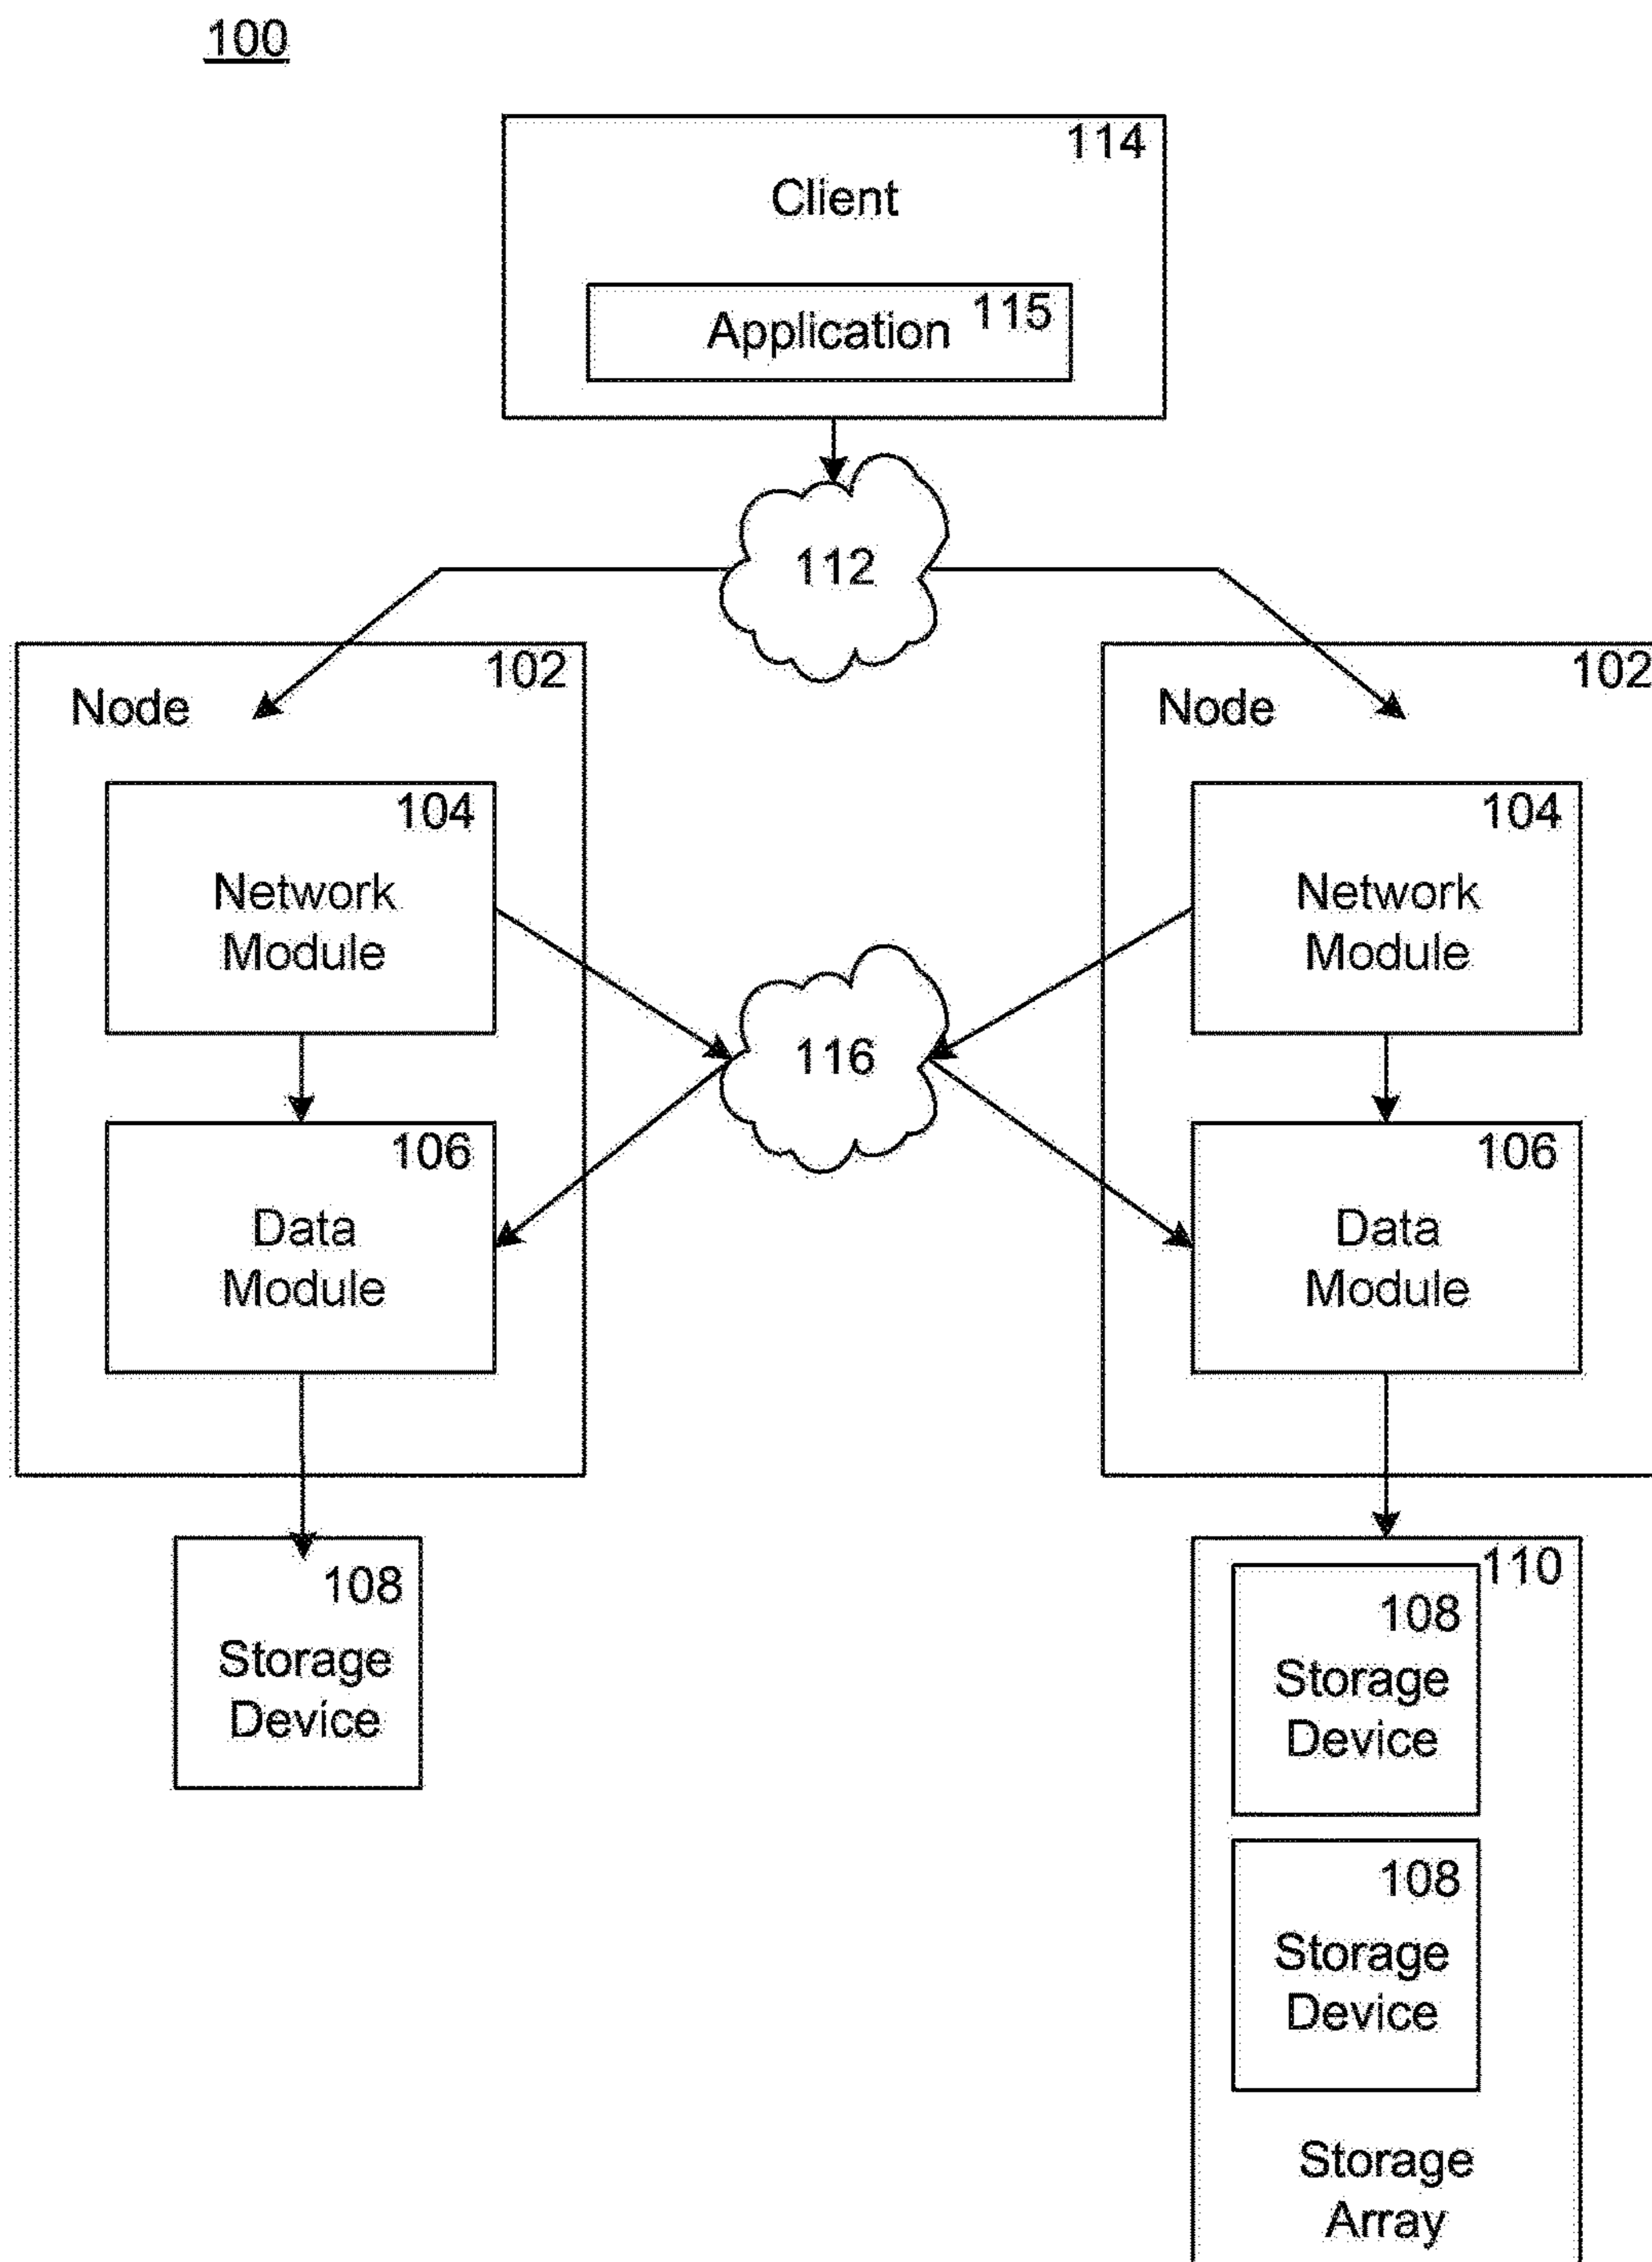 100
114
Client
115
Application
112
102
Node
102
Node
104
Network
Module
104
Network
Module
116
106
Data
Module
106
Data
Module
108
Storage
Device
110
108
Storage
Device
108
Storage
Device
Storage
Array